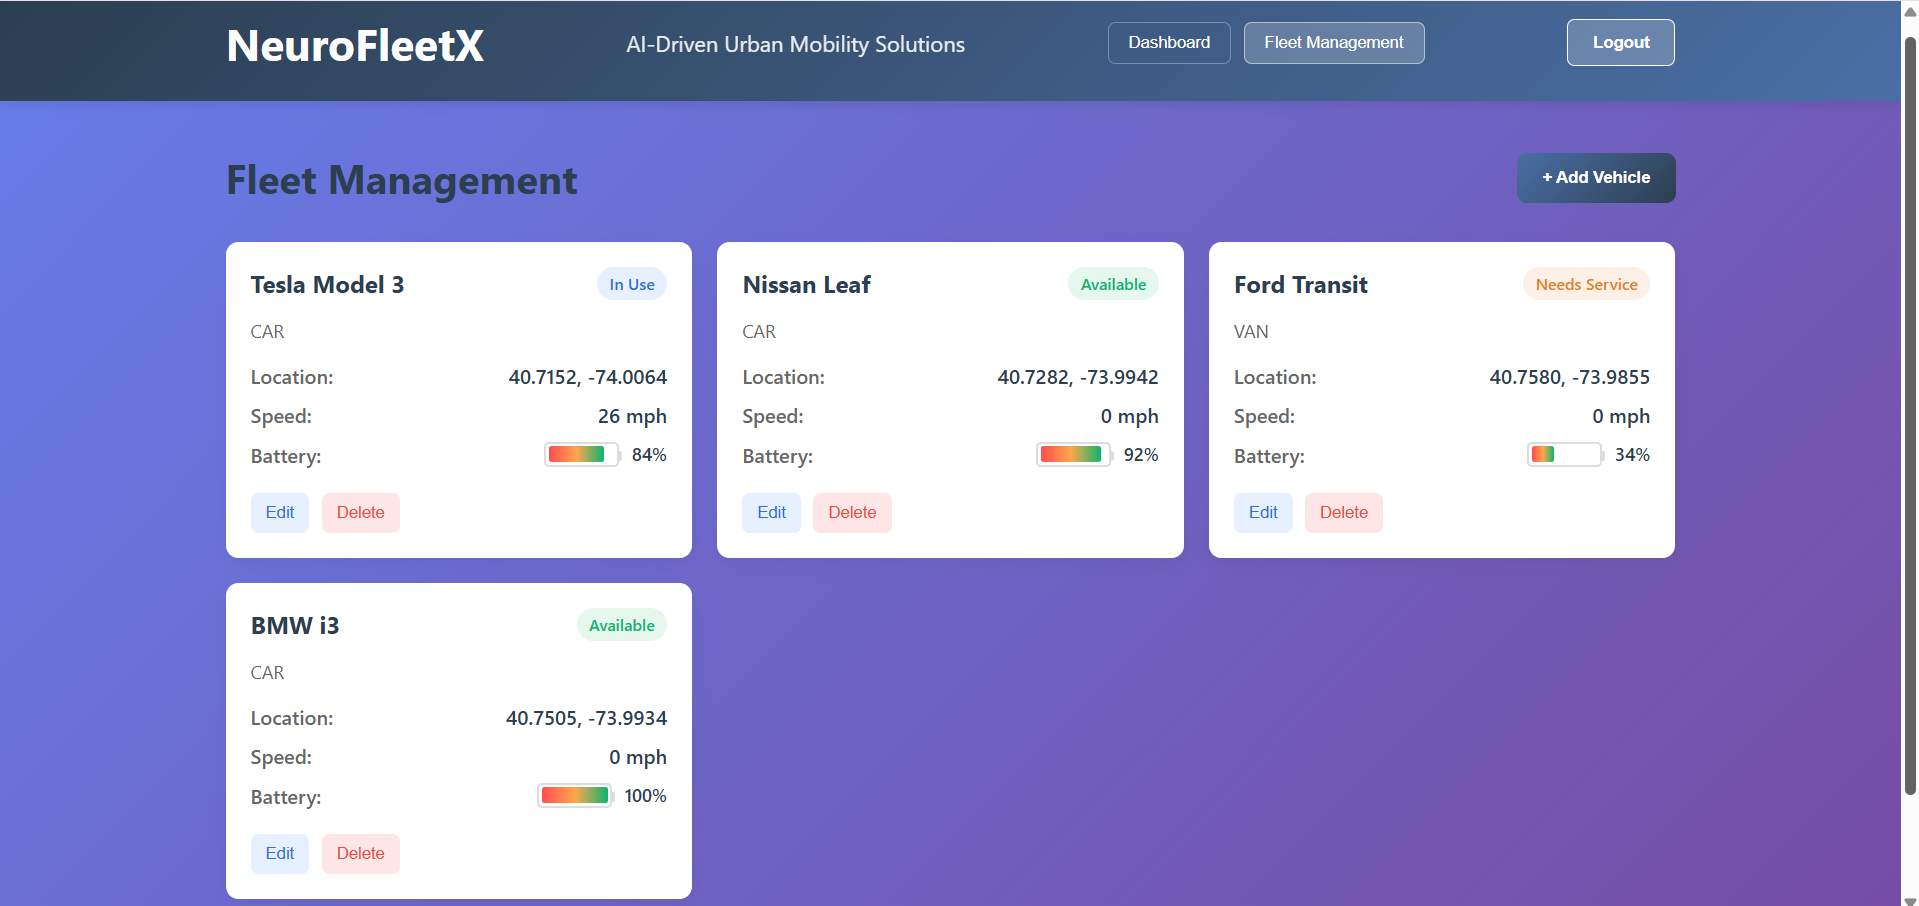 NeuroFleetX
AI-Driven Urban Mobility Solutions
Dashboard
Fleet Management
Logout
Fleet Management
+ Add Vehicle
Tesla Model 3
In Use
CAR
Location: 40.7152, -74.0064
Speed: 26 mph
Battery: 84%
Edit Delete
Nissan Leaf
Available
CAR
Location: 40.7282, -73.9942
Speed: 0 mph
Battery: 92%
Edit Delete
Ford Transit
Needs Service
VAN
Location: 40.7580, -73.9855
Speed: 0 mph
Battery: 34%
Edit Delete
BMW i3
Available
CAR
Location: 40.7505, -73.9934
Speed: 0 mph
Battery: 100%
Edit Delete